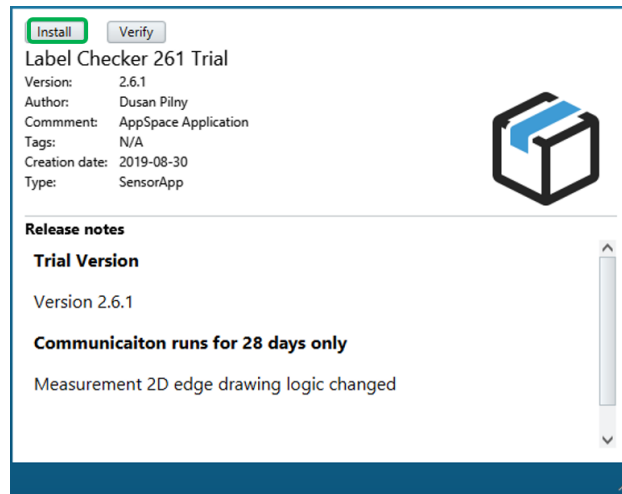 Install Verify
Label Checker 261 Trial
Version: 2.6.1
Author: Dusan Pilny
Commment: AppSpace Application
Tags: N/A
Creation date: 2019-08-30
Type: SensorApp
Release notes
Trial Version
Version 2.6.1
Communicaiton runs for 28 days only
Measurement 2D edge drawing logic changed